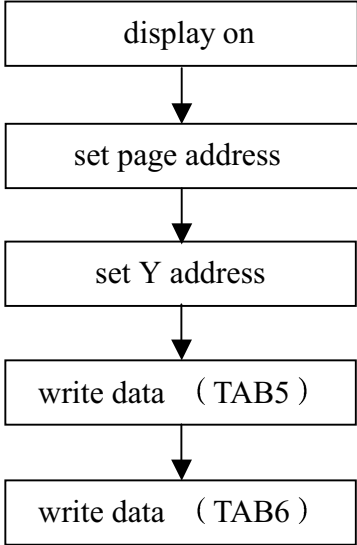 display on
set page address
set Y address
write data （TAB5）
write data （TAB6）